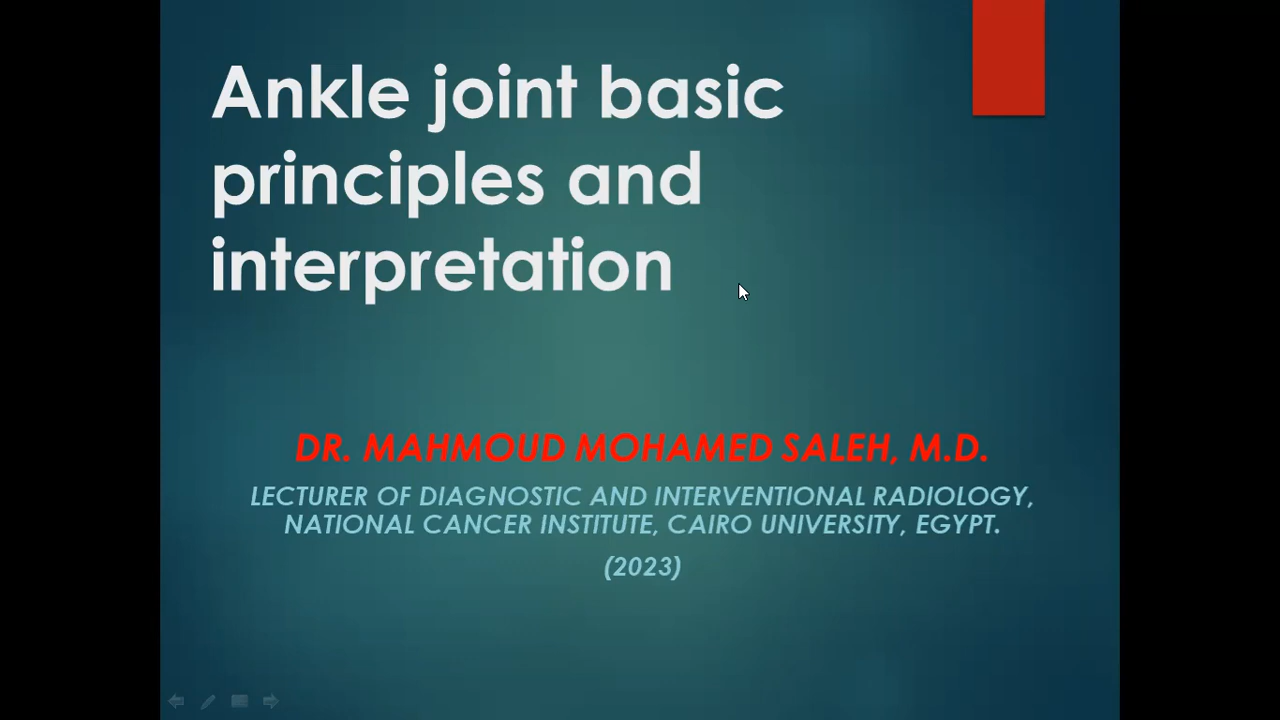 Ankle joint basic
principles and
interpretation
DR. MAHMOUD MOHAMED SALEH, M.D.
LECTURER OF DIAGNOSTIC AND INTERVENTIONAL RADIOLOGY,
NATIONAL CANCER INSTITUTE, CAIRO UNIVERSITY, EGYPT.
(2023)